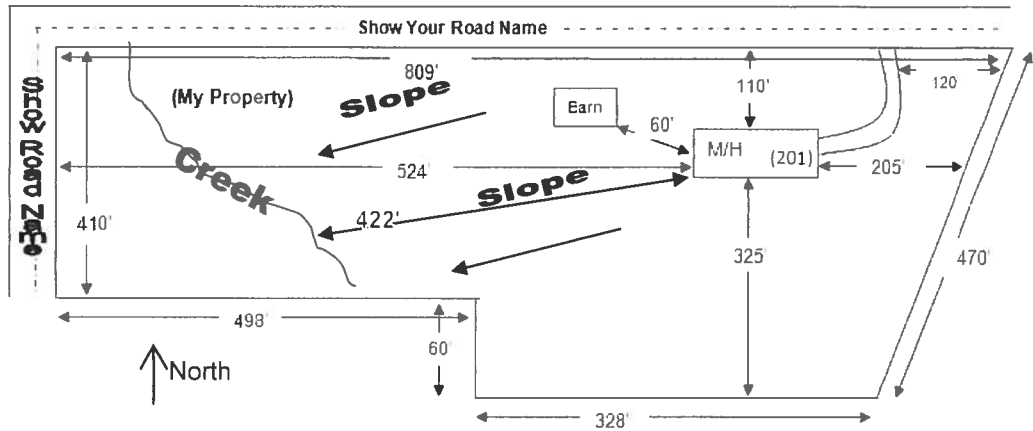 Show Your Road Name
809'
(My Property)
Slope
110'
120
Earn
60'
M/H
(201)
Show Road Name
Creek
524'
205'
Slope
422'
410'
325'
470'
498'
60'
North
328'